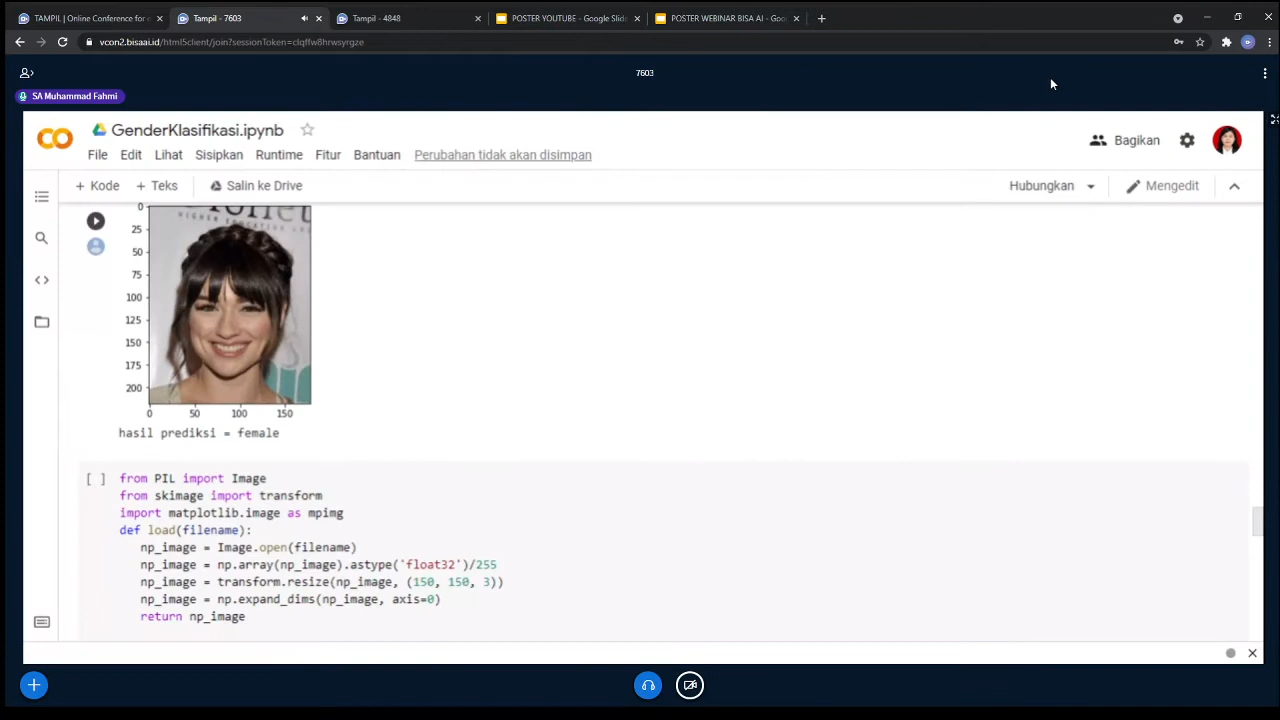 TAMPIL | Online Conference for e
Tampil - 7603
Tampil - 4848
POSTER YOUTUBE - Google Slide
POSTER WEBINAR BISA AI - Goo
vcon2.bisaai.id/html5client/join?sessionToken=clqffw8hrwsyrgze
7603
SA Muhammad Fahmi
GenderKlasifikasi.ipynb
File Edit Lihat Sisipkan Runtime Fitur Bantuan Perubahan tidak akan disimpan
Bagikan
+ Kode + Teks Salin ke Drive
Hubungkan
Mengedit
0
25
50
75
100
125
150
175
200
0 50 100 150
hasil prediksi = female
[ ] from PIL import Image
from skimage import transform
import matplotlib.image as mpimg
def load(filename):
np_image = Image.open(filename)
np_image = np.array(np_image).astype('float32')/255
np_image = transform.resize(np_image, (150, 150, 3))
np_image = np.expand_dims(np_image, axis=0)
return np_image